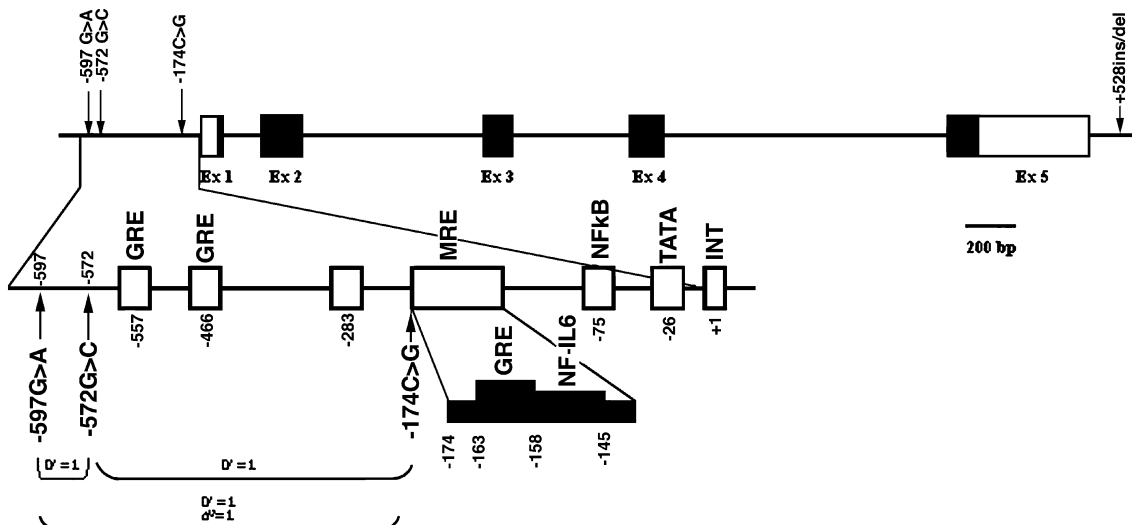 -597 G>A
-572 G>C
-174C>G
+528ins/del
Ex 1
Ex 2
Ex 3
Ex 4
Ex 5
200 bp
GRE
GRE
MRE
NFkB
TATA
INT
-597
-572
-557
-466
-283
-75
-26
+1
-597G>A
-572G>C
-174C>G
GRE
NF-IL6
-174
-163
-158
-145
D'=1
D'=1
D'=1